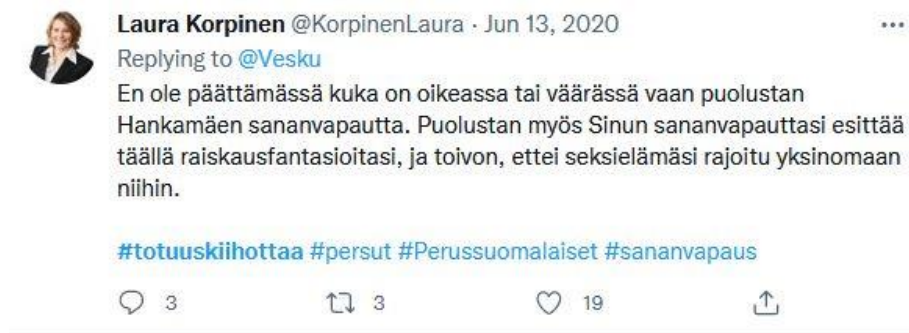 Laura Korpinen @KorpinenLaura · Jun 13, 2020
Replying to @Vesku
En ole päättämässä kuka on oikeassa tai väärässä vaan puolustan
Hankamäen sananvapautta. Puolustan myös Sinun sananvapauttasi esittää
täällä raiskausfantasioitasi, ja toivon, ettei seksielämäsi rajoitu yksinomaan
niihin.
#totuuskiihottaa #persut #Perussuomalaiset #sananvapaus
3 3 19